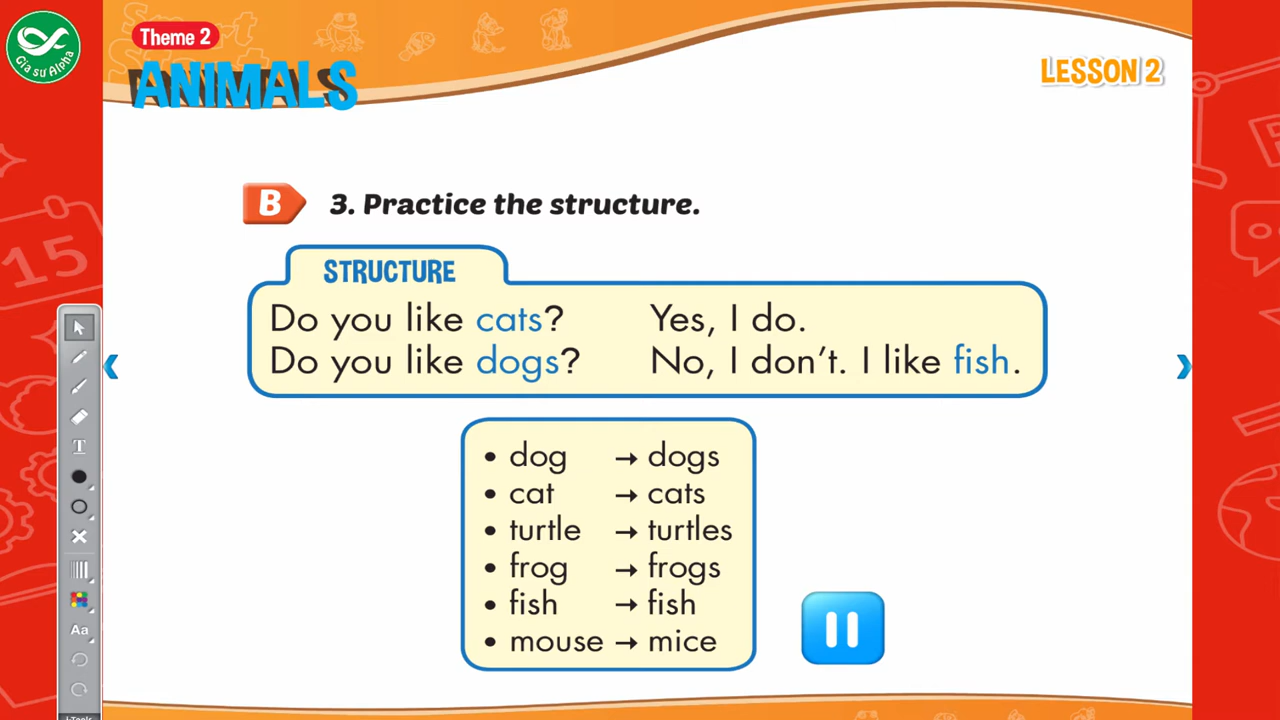 Gia sư Alpha
Theme 2
ANIMALS
LESSON 2
B 3. Practice the structure.
STRUCTURE
Do you like cats? Yes, I do.
Do you like dogs? No, I don't. I like fish.
• dog → dogs
• cat → cats
• turtle → turtles
• frog → frogs
• fish → fish
• mouse → mice
15
T
Aa